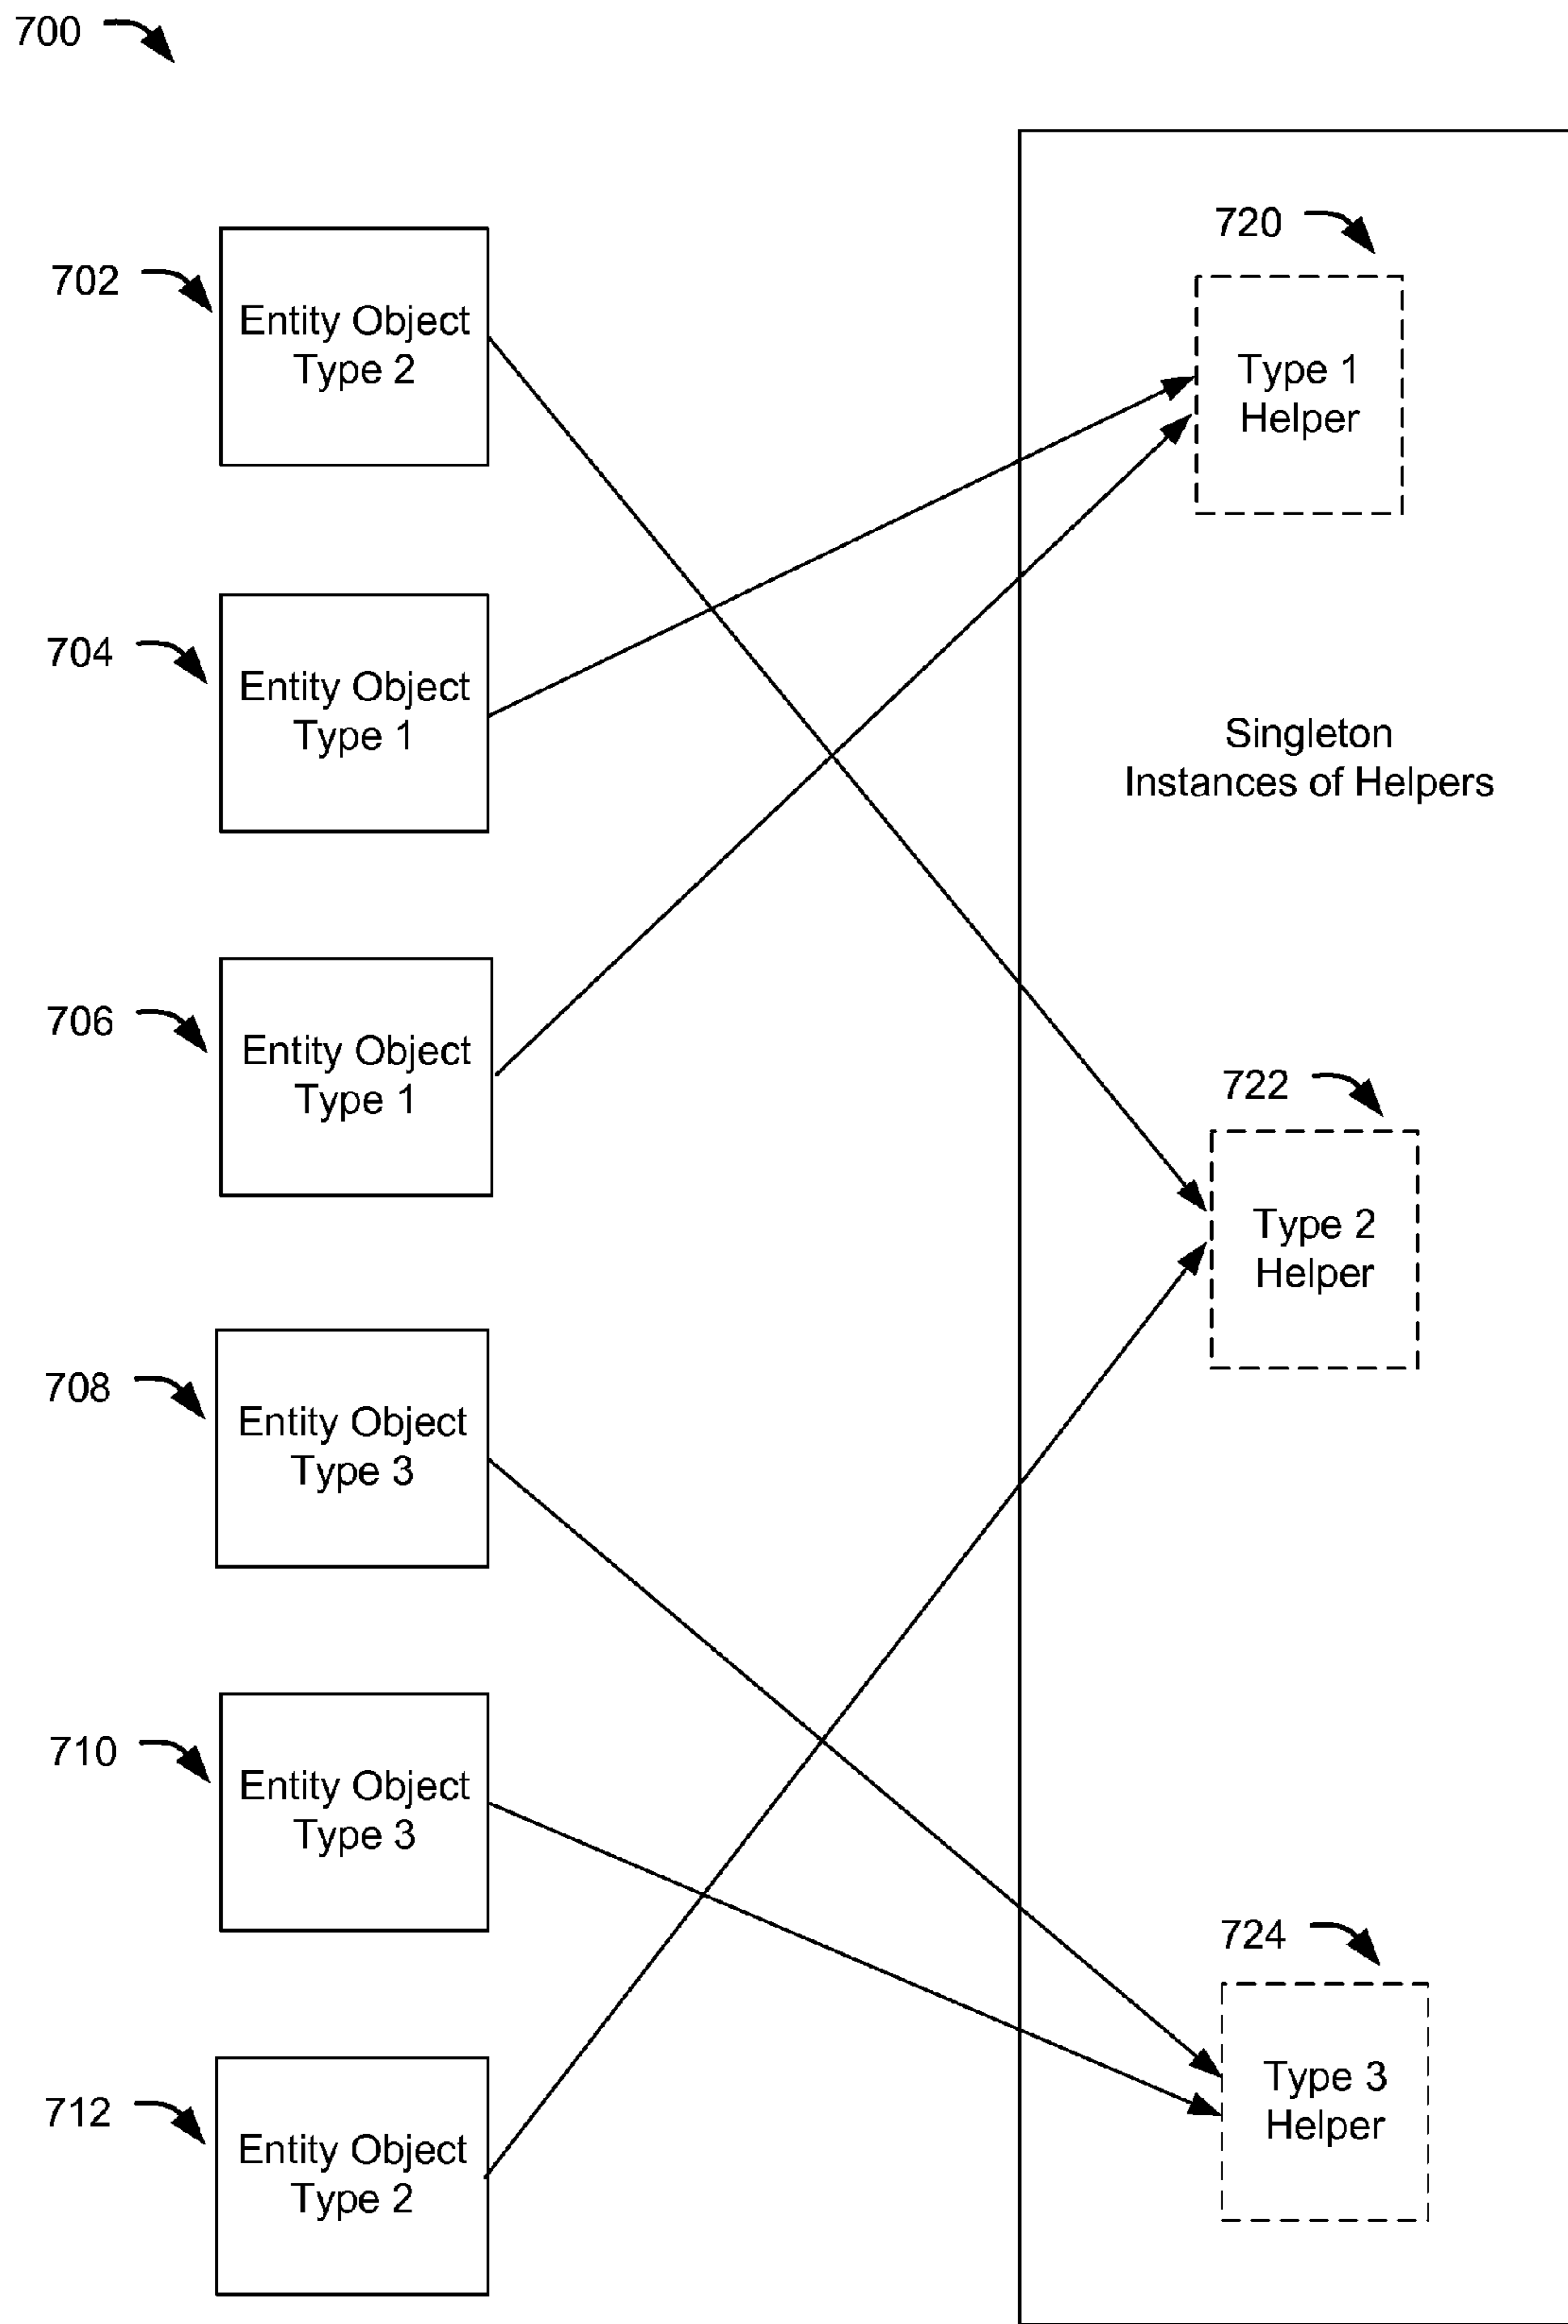 700
702
Entity Object
Type 2
704
Entity Object
Type 1
706
Entity Object
Type 1
708
Entity Object
Type 3
710
Entity Object
Type 3
712
Entity Object
Type 2
720
Type 1
Helper
Singleton
Instances of Helpers
722
Type 2
Helper
724
Type 3
Helper